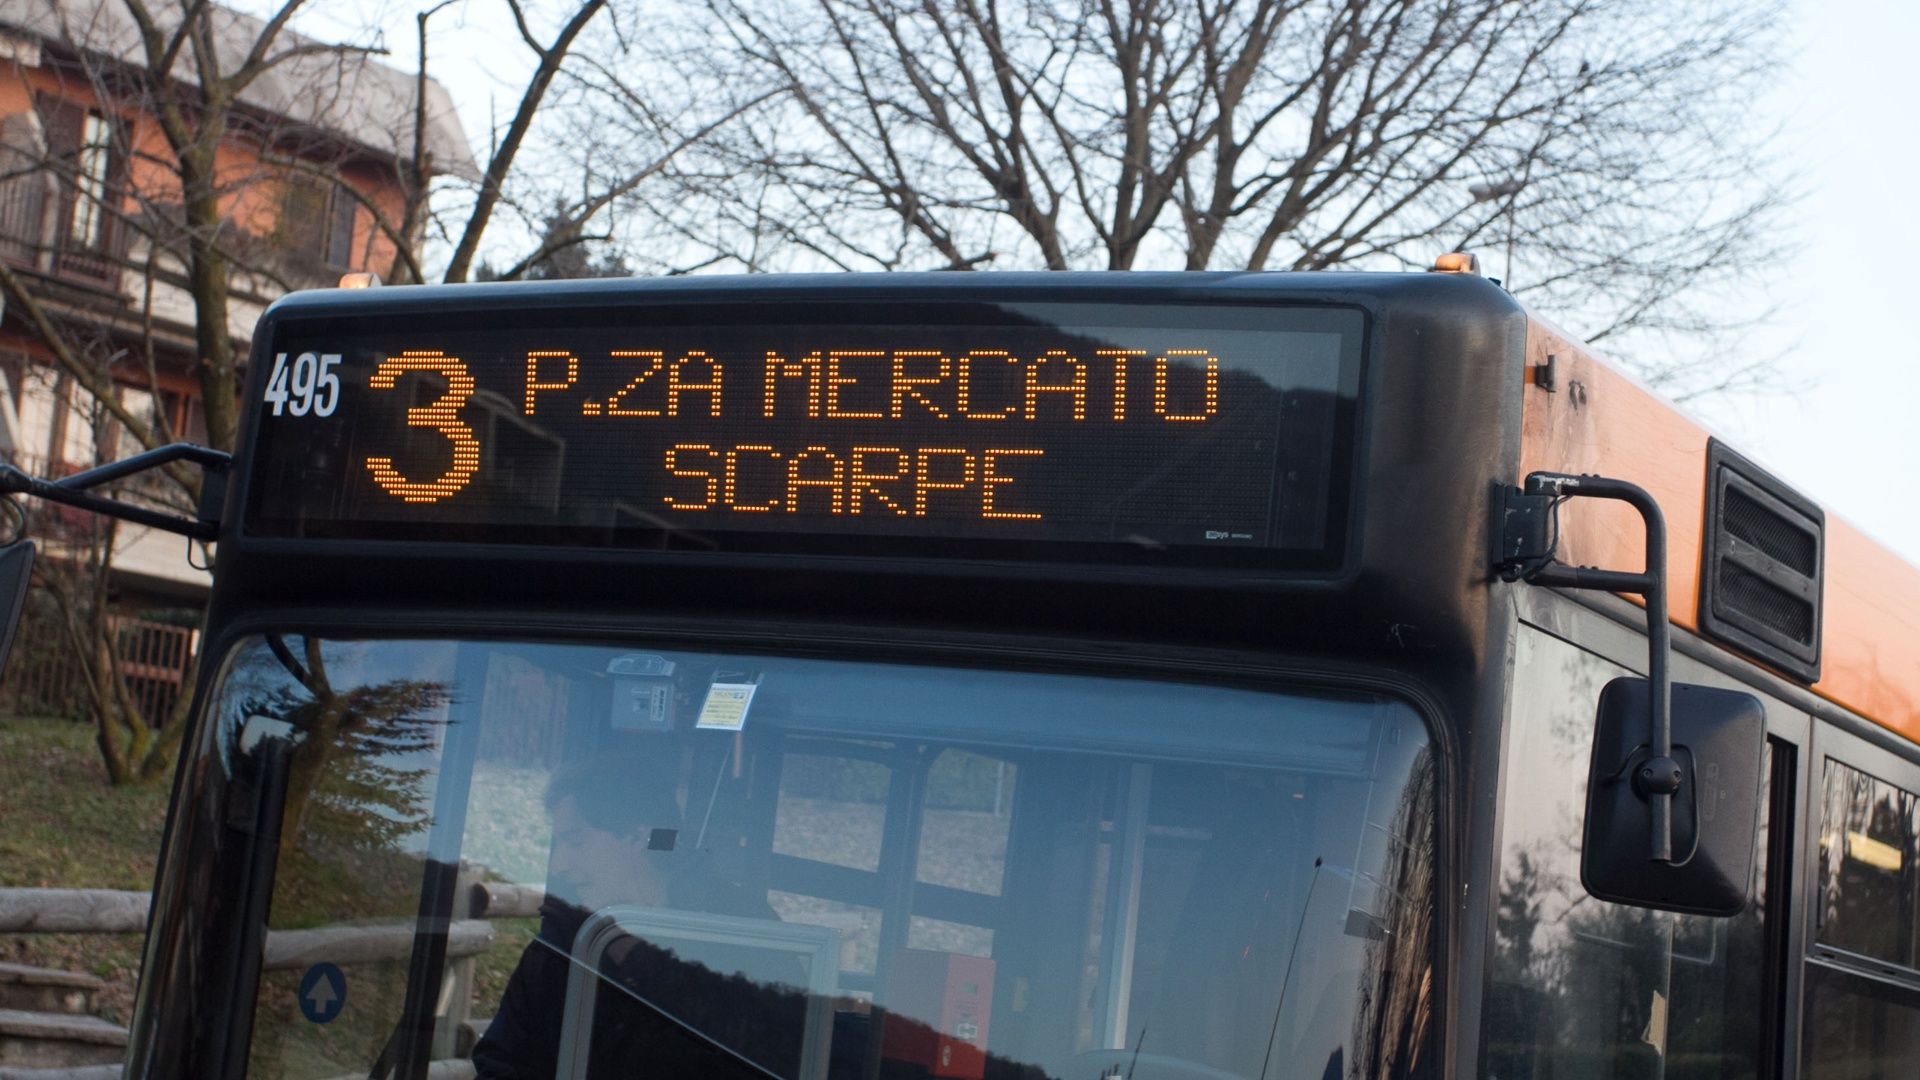 495
3 P.ZA MERCATO
SCARPE